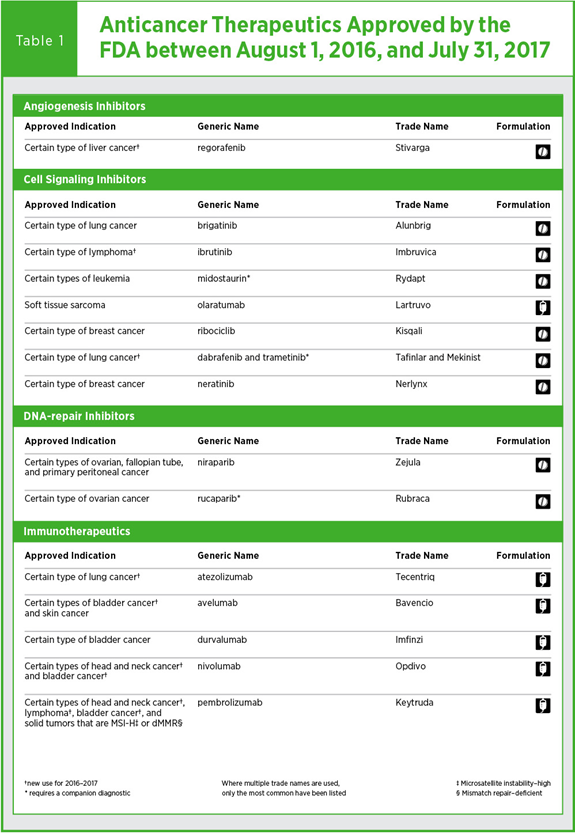 Table 1
Anticancer Therapeutics Approved by the
FDA between August 1, 2016, and July 31, 2017
Angiogenesis Inhibitors
Approved Indication Generic Name Trade Name Formulation
Certain type of liver cancer† regorafenib Stivarga
Cell Signaling Inhibitors
Approved Indication Generic Name Trade Name Formulation
Certain type of lung cancer brigatinib Alunbrig
Certain type of lymphoma† ibrutinib Imbruvica
Certain types of leukemia midostaurin* Rydapt
Soft tissue sarcoma olaratumab Lartruvo
Certain type of breast cancer ribociclib Kisqali
Certain type of lung cancer† dabrafenib and trametinib* Tafinlar and Mekinist
Certain type of breast cancer neratinib Nerlynx
DNA-repair Inhibitors
Approved Indication Generic Name Trade Name Formulation
Certain types of ovarian, fallopian tube, niraparib Zejula
and primary peritoneal cancer
Certain type of ovarian cancer rucaparib* Rubraca
Immunotherapeutics
Approved Indication Generic Name Trade Name Formulation
Certain type of lung cancer† atezolizumab Tecentriq
Certain types of bladder cancer† avelumab Bavencio
and skin cancer
Certain type of bladder cancer durvalumab Imfinzi
Certain types of head and neck cancer† nivolumab Opdivo
and bladder cancer†
Certain types of head and neck cancer†, pembrolizumab Keytruda
lymphoma†, bladder cancer†, and
solid tumors that are MSI-H‡ or dMMR§
†new use for 2016–2017 Where multiple trade names are used, ‡ Microsatellite instability–high
* requires a companion diagnostic only the most common have been listed § Mismatch repair–deficient